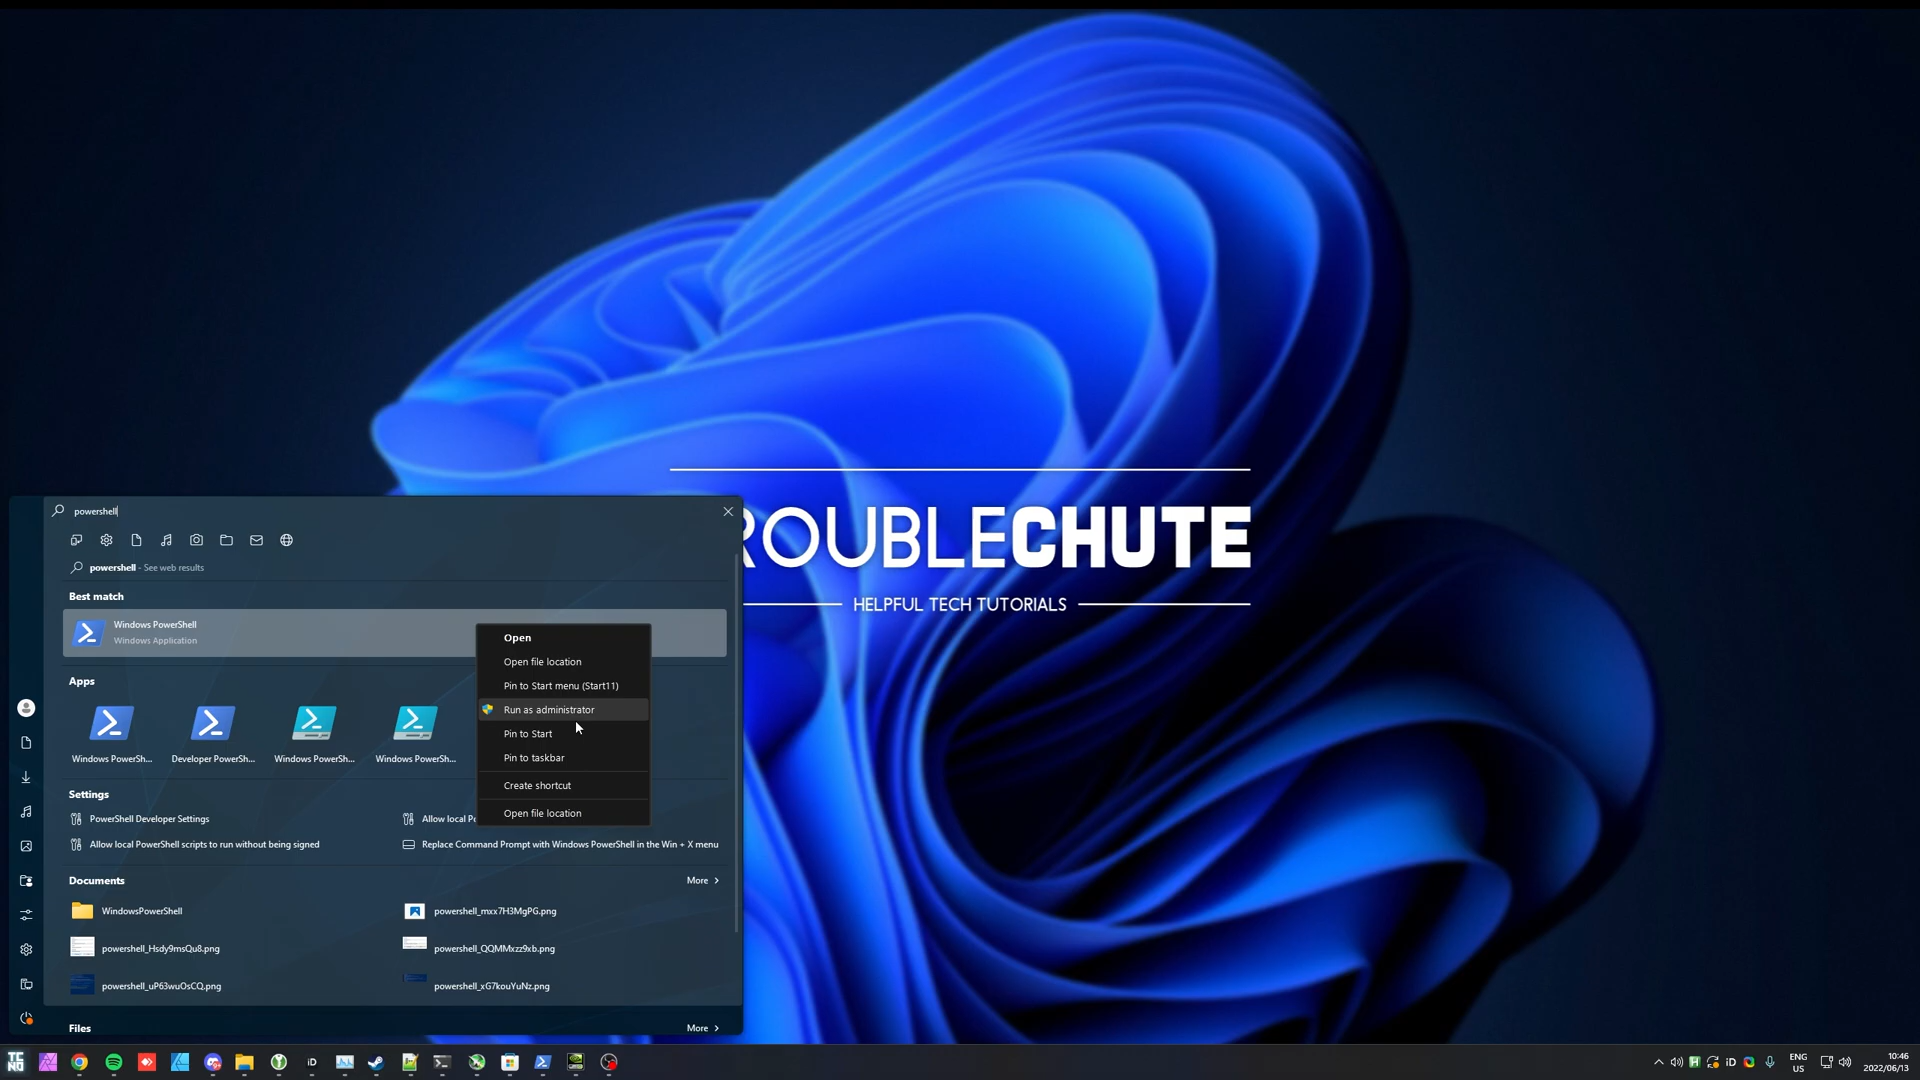 powershell
powershell - See web results
Best match
Windows PowerShell
Windows Application
Apps
Windows PowerSh...
Developer PowerSh...
Windows PowerSh...
Windows PowerSh...
Settings
PowerShell Developer Settings
Allow local P
Allow local PowerShell scripts to run without being signed
Replace Command Prompt with Windows PowerShell in the Win + X menu
Documents
More
WindowsPowerShell
powershell_mxx7H3MgPG.png
powershell_Hsdy9msQu8.png
powershell_QQMMxzz9xb.png
powershell_uP63wuOsCQ.png
powershell_xG7kouYuNz.png
Files
More
Open
Open file location
Pin to Start menu (Start11)
Run as administrator
Pin to Start
Pin to taskbar
Create shortcut
Open file location
ROUBLECHUTE
HELPFUL TECH TUTORIALS
TC
NO
iD
iD
ENG
US
10:46
2022/06/13